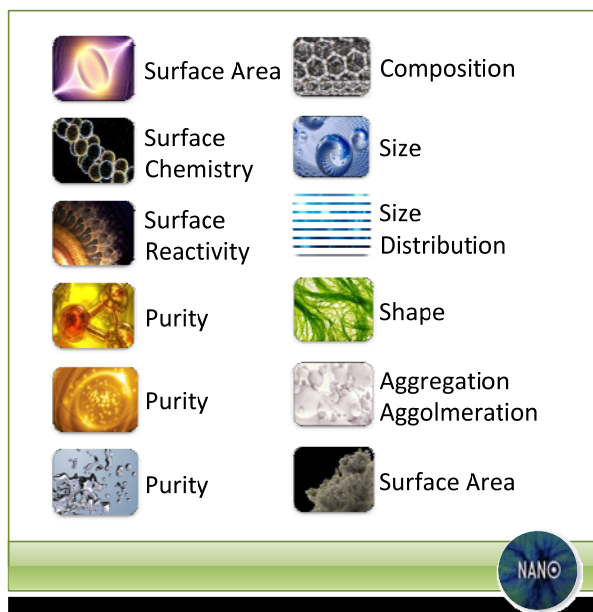 Surface Area
Surface
Chemistry
Surface
Reactivity
Purity
Purity
Purity
Composition
Size
Size
Distribution
Shape
Aggregation
Aggolmeration
Surface Area
NANO